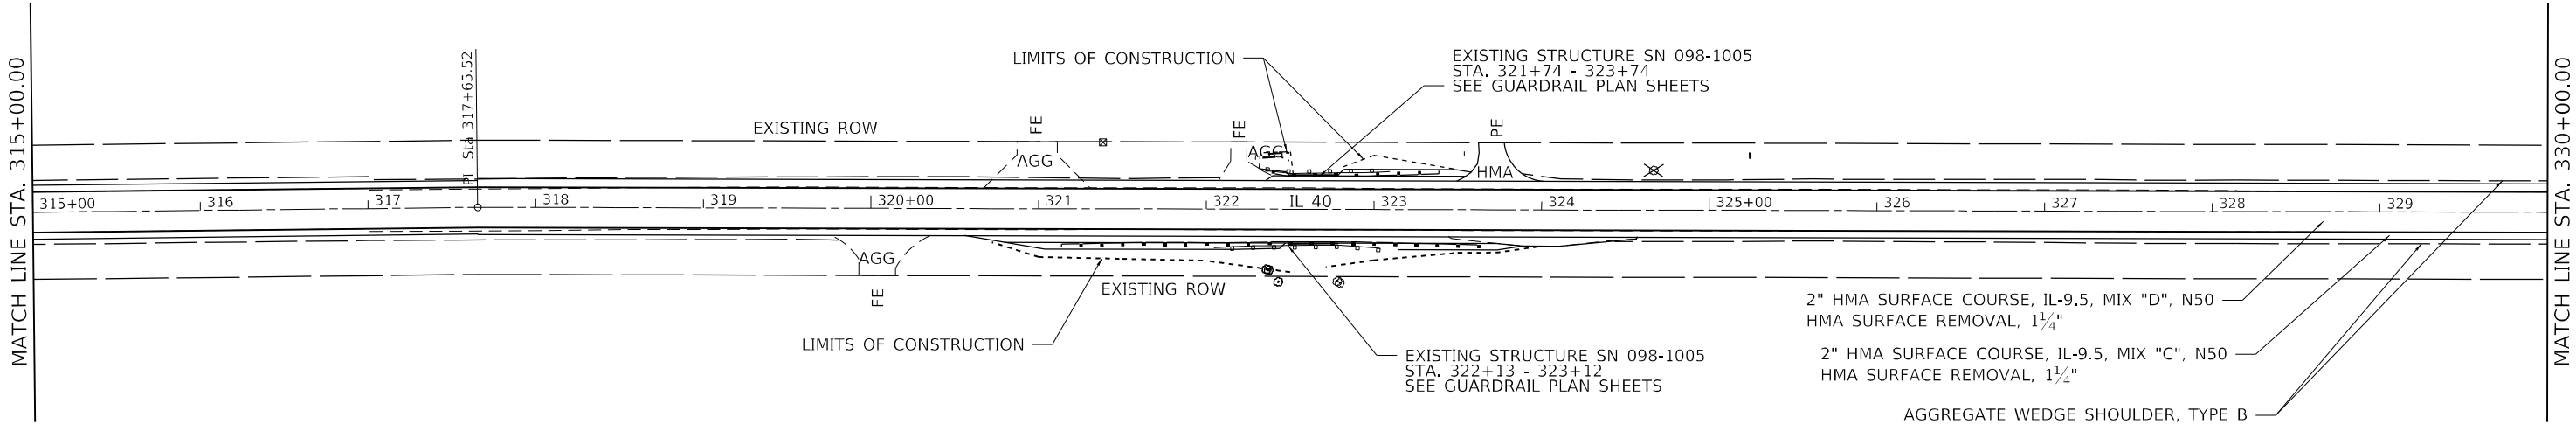 MATCH LINE STA. 315+00.00
PI Sta 317+65.52
LIMITS OF CONSTRUCTION
EXISTING STRUCTURE SN 098-1005
STA. 321+74 - 323+74
SEE GUARDRAIL PLAN SHEETS
EXISTING ROW
FE
FE
PE
AGG
AGG
HMA
315+00
316
317
318
319
320+00
321
322
IL 40
323
324
325+00
326
327
328
329
AGG
FE
EXISTING ROW
LIMITS OF CONSTRUCTION
EXISTING STRUCTURE SN 098-1005
STA. 322+13 - 323+12
SEE GUARDRAIL PLAN SHEETS
2" HMA SURFACE COURSE, IL-9.5, MIX "D", N50
HMA SURFACE REMOVAL, 1¼"
2" HMA SURFACE COURSE, IL-9.5, MIX "C", N50
HMA SURFACE REMOVAL, 1¼"
AGGREGATE WEDGE SHOULDER, TYPE B
MATCH LINE STA. 330+00.00